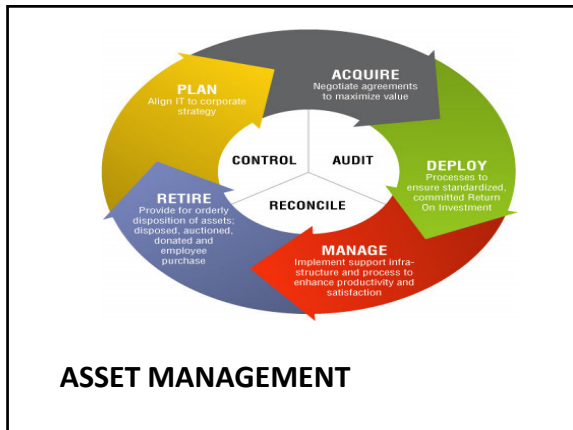 PLAN
Align IT to corporate
strategy
ACQUIRE
Negotiate agreements
to maximize value
DEPLOY
Processes to
ensure standardized,
committed Return
On Investment
MANAGE
Implement support infra-
structure and process to
enhance productivity and
satisfaction
RETIRE
Provide for orderly
disposition of assets;
disposed, auctioned,
donated and
employee
purchase
CONTROL
AUDIT
RECONCILE
ASSET MANAGEMENT